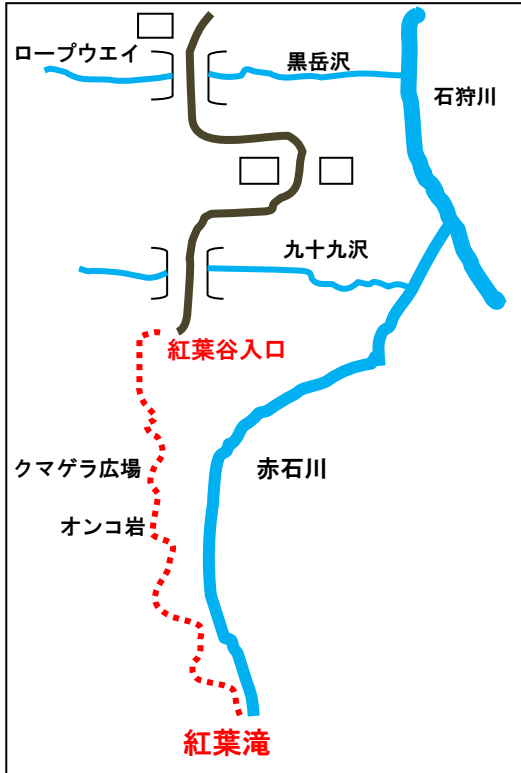 ロープウエイ
黒岳沢
石狩川
九十九沢
紅葉谷入口
クマゲラ広場
赤石川
オンコ岩
紅葉滝